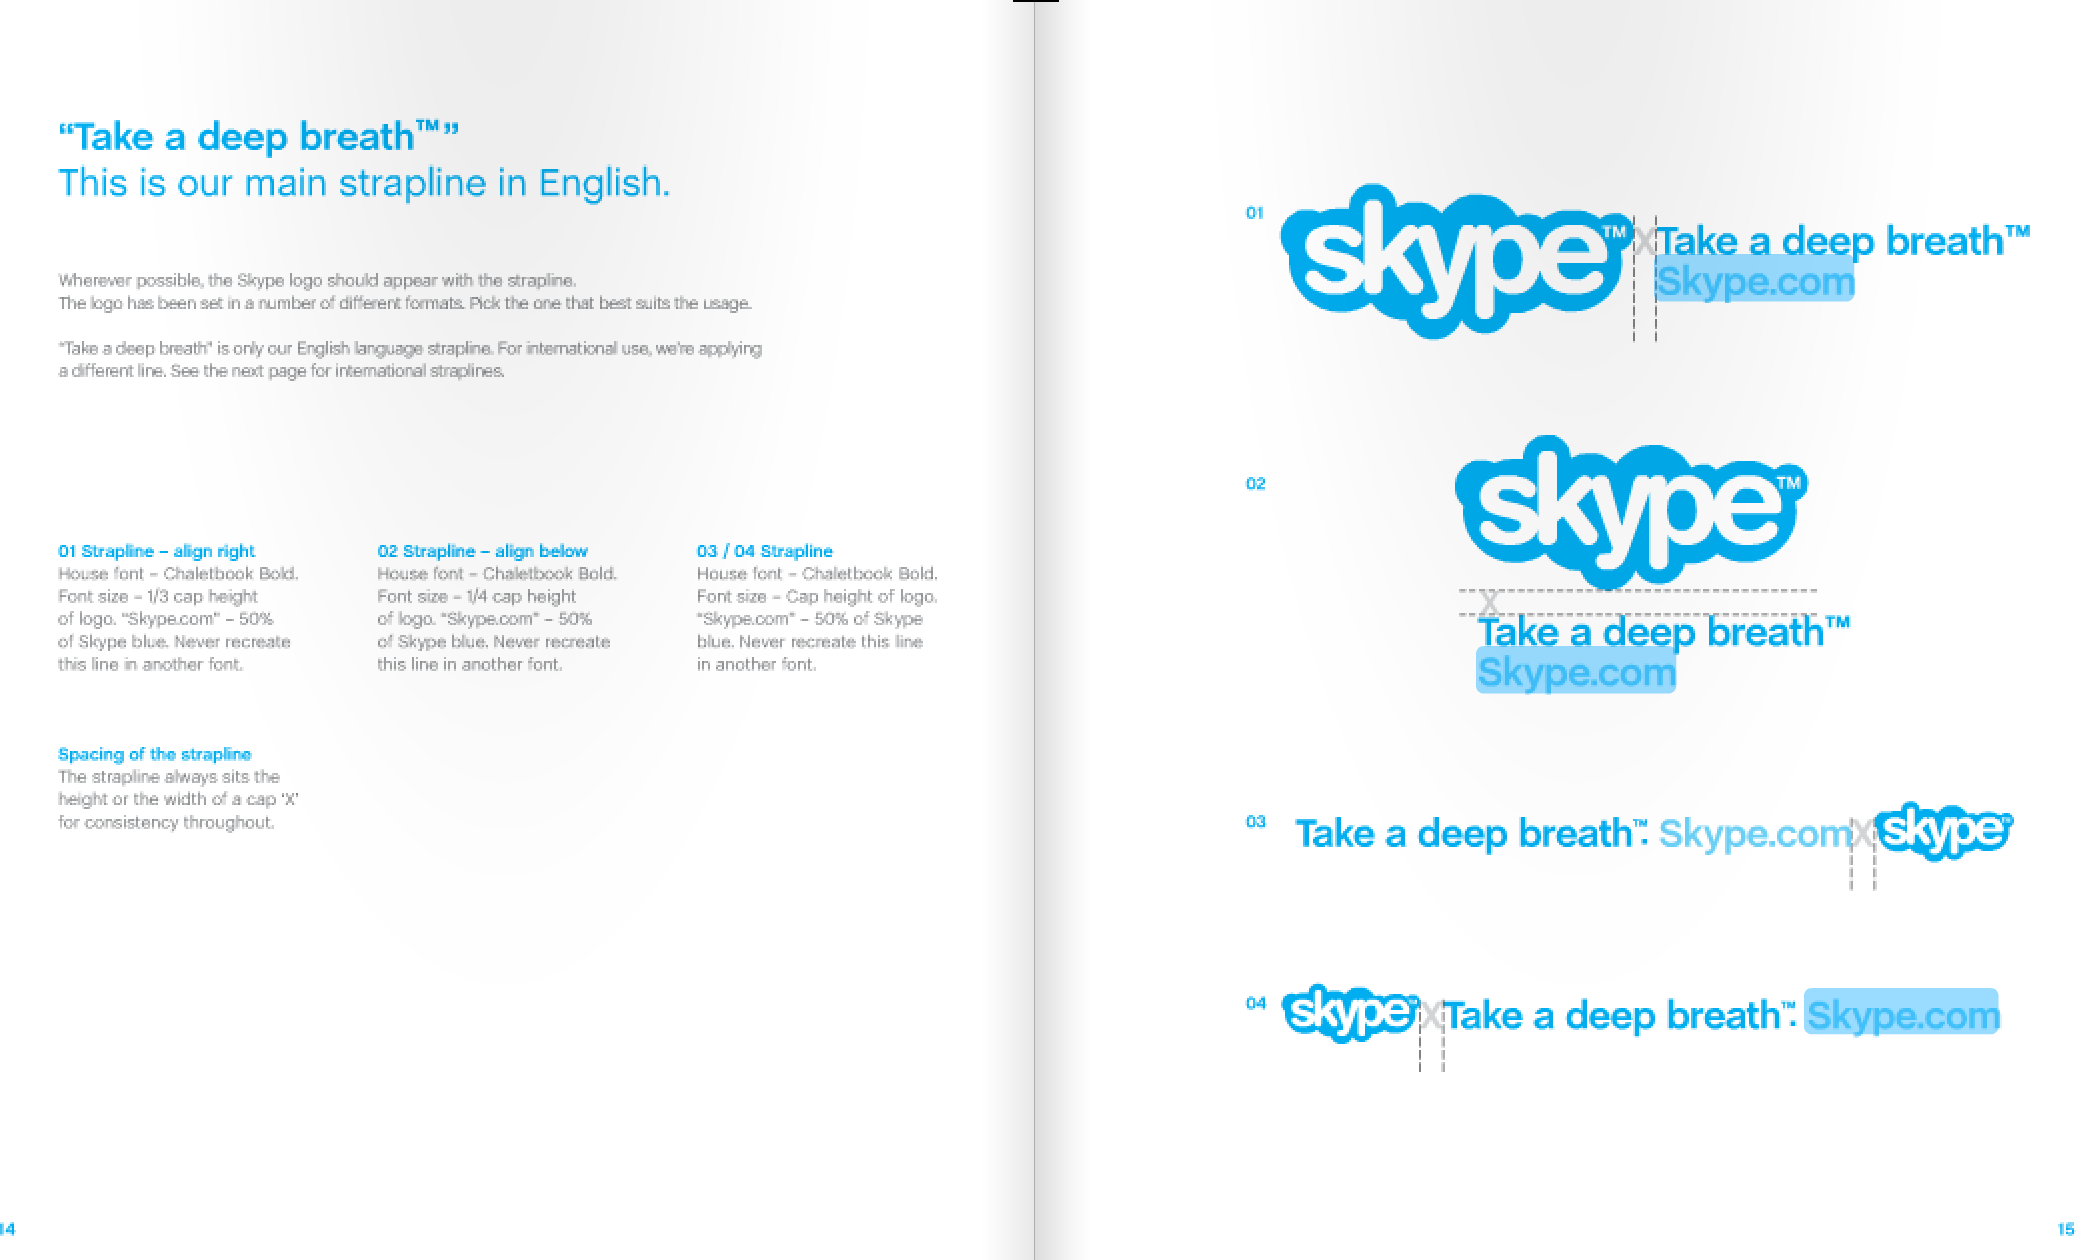 “Take a deep breath™”
This is our main strapline in English.
Wherever possible, the Skype logo should appear with the strapline.
The logo has been set in a number of different formats. Pick the one that best suits the usage.
“Take a deep breath” is only our English language strapline. For international use, we’re applying
a different line. See the next page for international straplines.
01 Strapline – align right
House font – Chaletbook Bold.
Font size – 1/3 cap height
of logo. “Skype.com” – 50%
of Skype blue. Never recreate
this line in another font.
02 Strapline – align below
House font – Chaletbook Bold.
Font size – 1/4 cap height
of logo. “Skype.com” – 50%
of Skype blue. Never recreate
this line in another font.
03 / 04 Strapline
House font – Chaletbook Bold.
Font size – Cap height of logo.
“Skype.com” – 50% of Skype
blue. Never recreate this line
in another font.
Spacing of the strapline
The strapline always sits the
height or the width of a cap ‘X’
for consistency throughout.
14
01
skype™ X Take a deep breath™
Skype.com
02
skype™
X
Take a deep breath™
Skype.com
03 Take a deep breath™. Skype.com X skype™
04 skype™ X Take a deep breath™. Skype.com
15